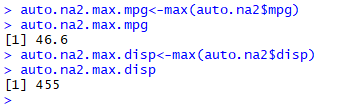 > auto.na2.max.mpg<-max(auto.na2$mpg)
> auto.na2.max.mpg
[1] 46.6
> auto.na2.max.disp<-max(auto.na2$disp)
> auto.na2.max.disp
[1] 455
>